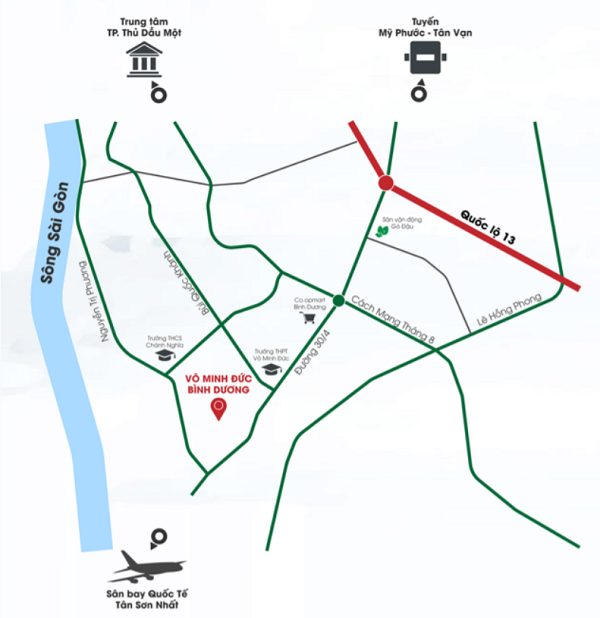 Trung tâm
TP. Thủ Dầu Một
Tuyến
Mỹ Phước - Tân Vạn
Sông Sài Gòn
Quốc lộ 13
Sân vận động
Gò Đậu
Nguyễn Tri Phương
Bùi Quốc Khánh
Co.opmart
Bình Dương
Cách Mạng Tháng 8
Lê Hồng Phong
Trường THCS
Chánh Nghĩa
Trường THPT
Võ Minh Đức
Đường 30/4
VÕ MINH ĐỨC
BÌNH DƯƠNG
Sân bay Quốc Tế
Tân Sơn Nhất